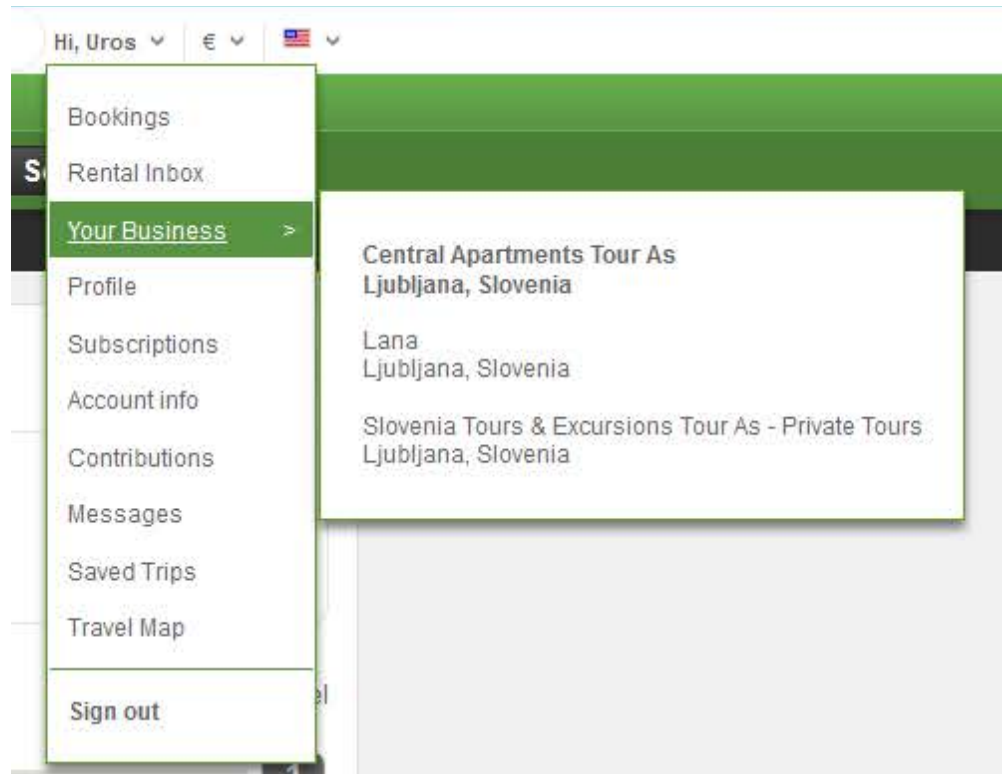 Hi, Uros €
Bookings
Rental Inbox
Your Business >
Central Apartments Tour As
Ljubljana, Slovenia
Lana
Ljubljana, Slovenia
Slovenia Tours & Excursions Tour As - Private Tours
Ljubljana, Slovenia
Profile
Subscriptions
Account info
Contributions
Messages
Saved Trips
Travel Map
Sign out